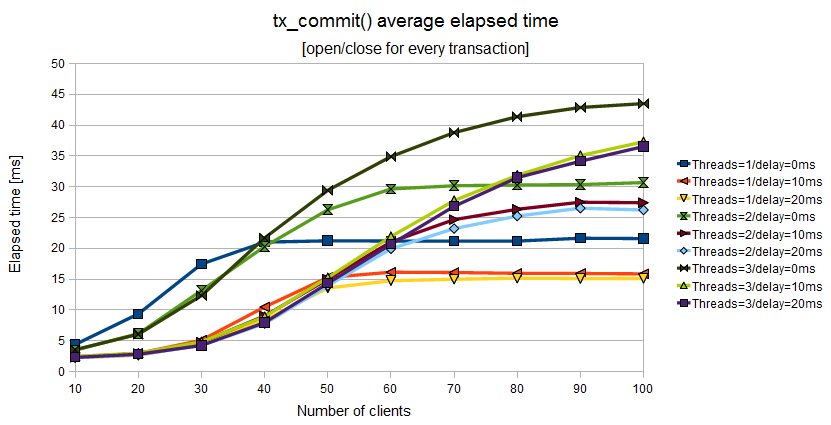 tx_commit() average elapsed time
[open/close for every transaction]
50
45
40
35
30
25
20
15
10
5
0
Elapsed time [ms]
10 20 30 40 50 60 70 80 90 100
Number of clients
Threads=1/delay=0ms
Threads=1/delay=10ms
Threads=1/delay=20ms
Threads=2/delay=0ms
Threads=2/delay=10ms
Threads=2/delay=20ms
Threads=3/delay=0ms
Threads=3/delay=10ms
Threads=3/delay=20ms